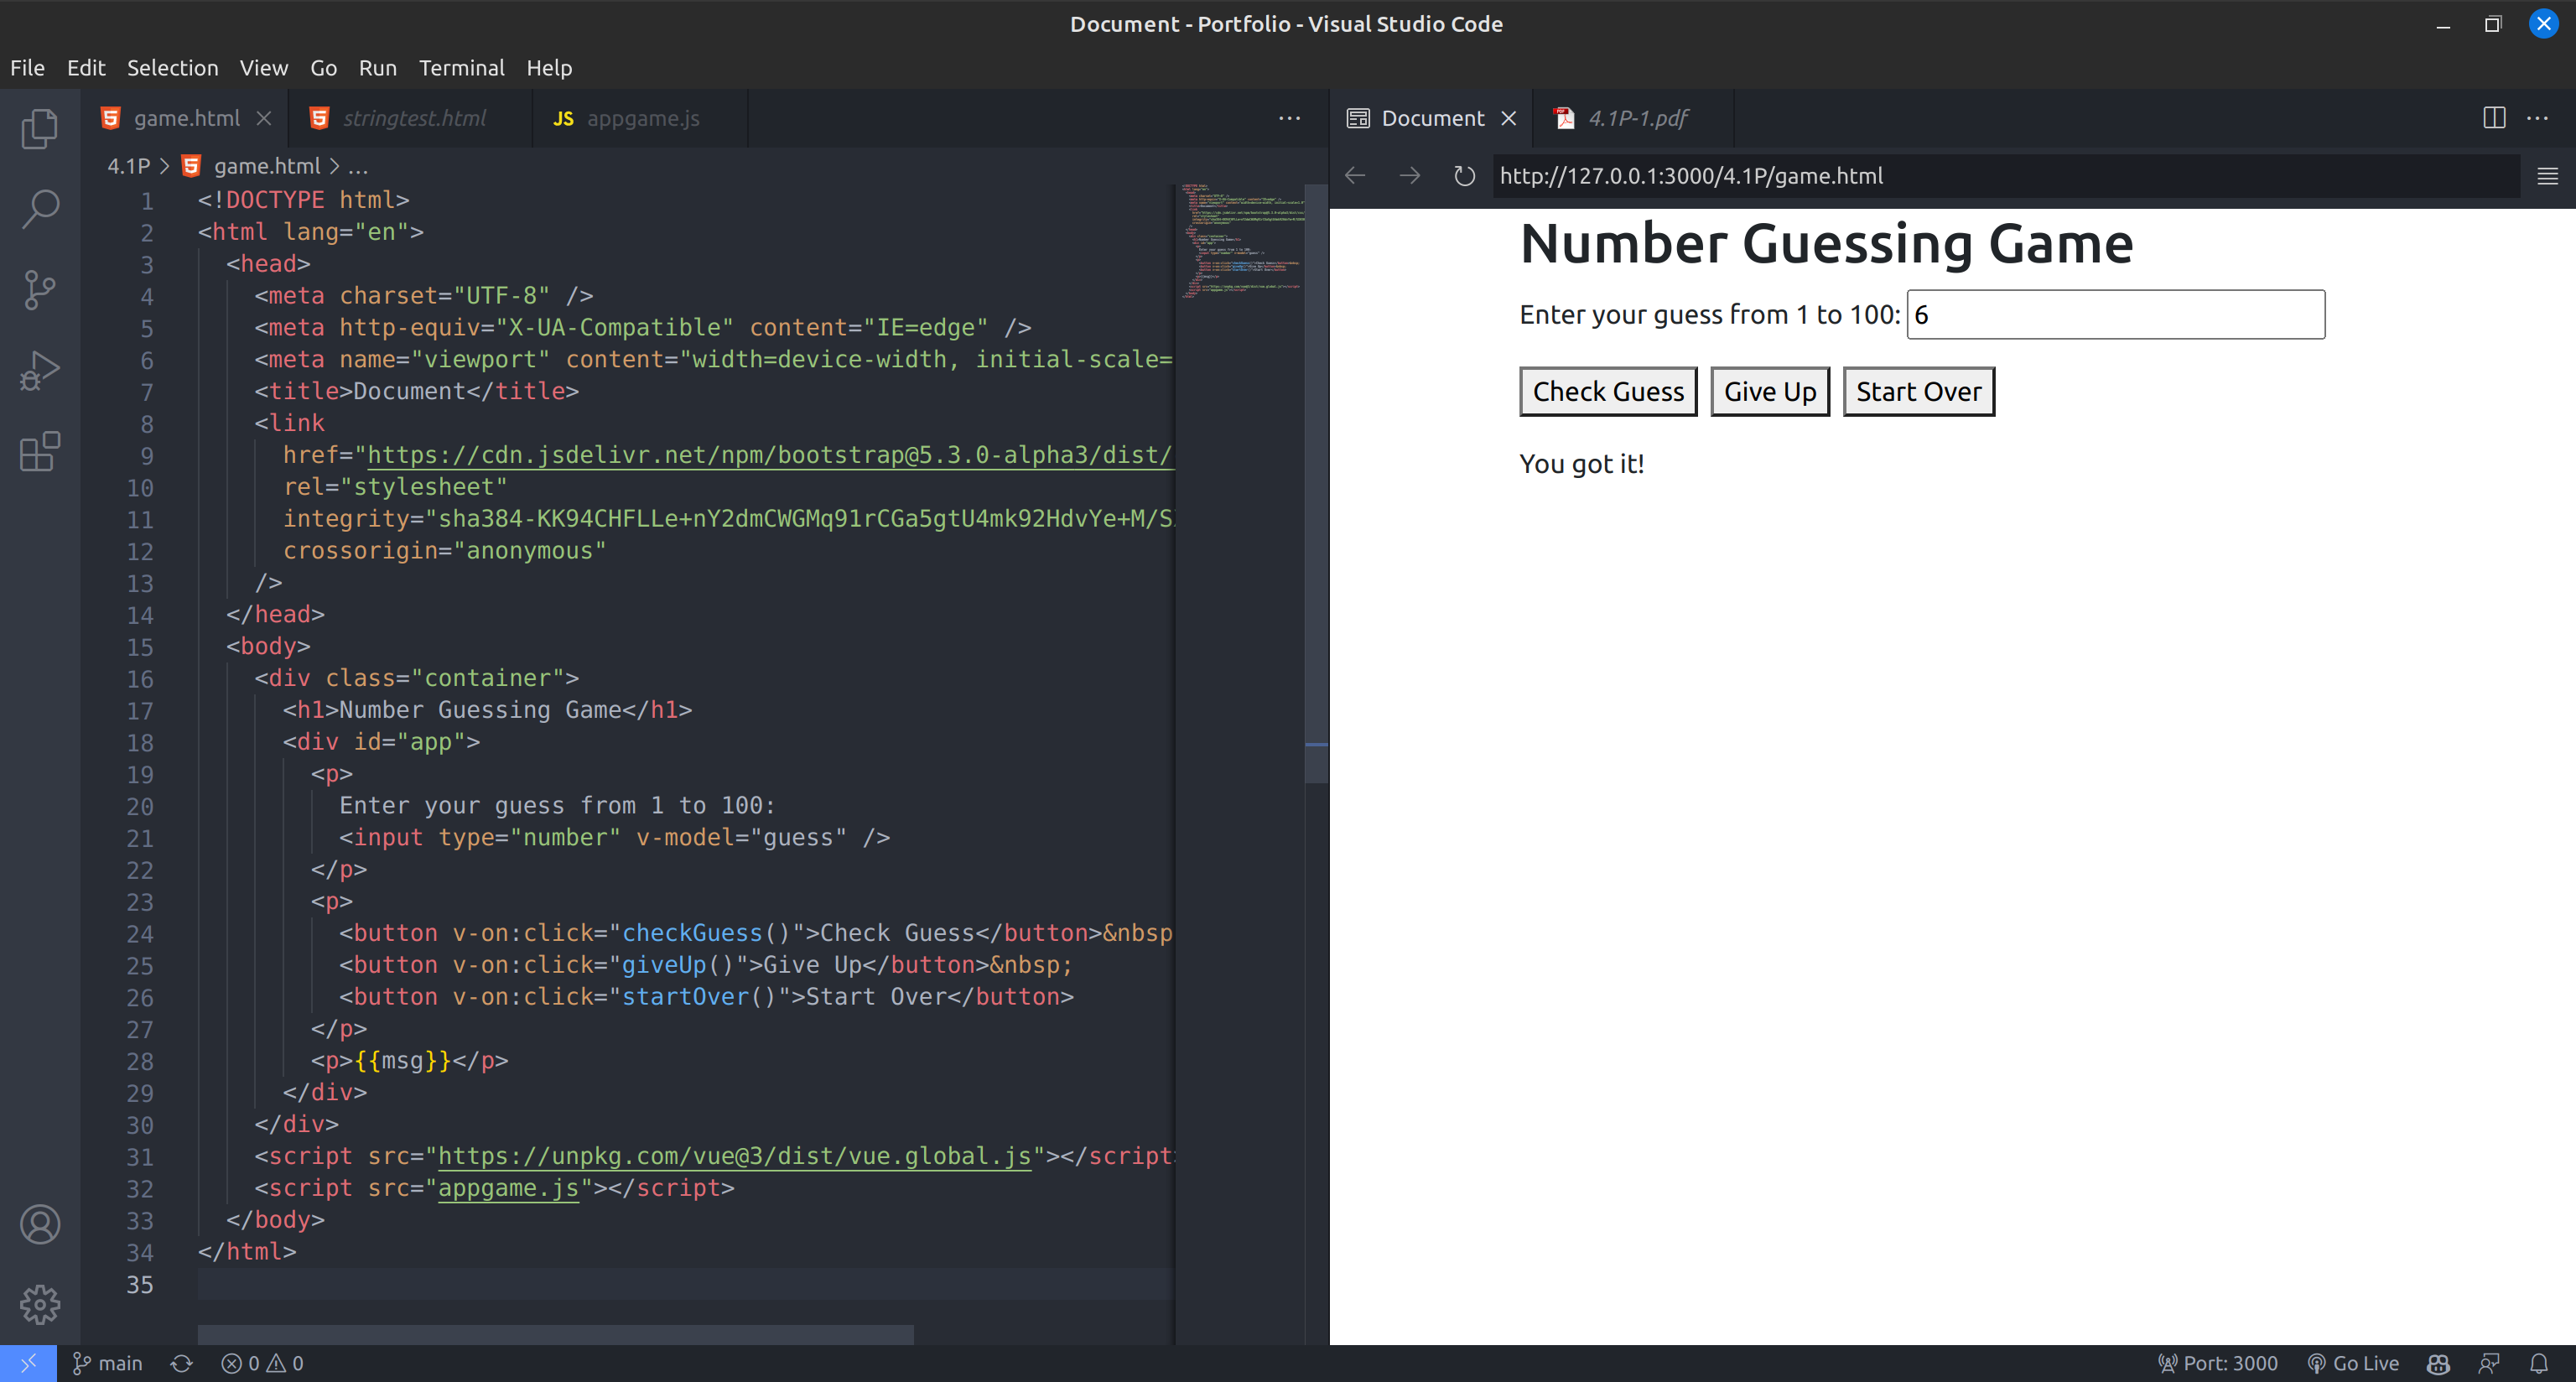 Document - Portfolio - Visual Studio Code
File Edit Selection View Go Run Terminal Help
game.html stringtest.html JS appgame.js
Document 4.1P-1.pdf
4.1P > game.html > ...
http://127.0.0.1:3000/4.1P/game.html
1 <!DOCTYPE html>
2 <html lang="en">
3 <head>
4 <meta charset="UTF-8" />
5 <meta http-equiv="X-UA-Compatible" content="IE=edge" />
6 <meta name="viewport" content="width=device-width, initial-scale=
7 <title>Document</title>
8 <link
9 href="https://cdn.jsdelivr.net/npm/bootstrap@5.3.0-alpha3/dist/
10 rel="stylesheet"
11 integrity="sha384-KK94CHFLLe+nY2dmCWGMq91rCGa5gtU4mk92HdvYe+M/S
12 crossorigin="anonymous"
13 />
14 </head>
15 <body>
16 <div class="container">
17 <h1>Number Guessing Game</h1>
18 <div id="app">
19 <p>
20 Enter your guess from 1 to 100:
21 <input type="number" v-model="guess" />
22 </p>
23 <p>
24 <button v-on:click="checkGuess()">Check Guess</button>&nbsp
25 <button v-on:click="giveUp()">Give Up</button>&nbsp;
26 <button v-on:click="startOver()">Start Over</button>
27 </p>
28 <p>{{msg}}</p>
29 </div>
30 </div>
31 <script src="https://unpkg.com/vue@3/dist/vue.global.js"></script
32 <script src="appgame.js"></script>
33 </body>
34 </html>
35
Number Guessing Game
Enter your guess from 1 to 100: 6
Check Guess Give Up Start Over
You got it!
main 0 0 Port: 3000 Go Live